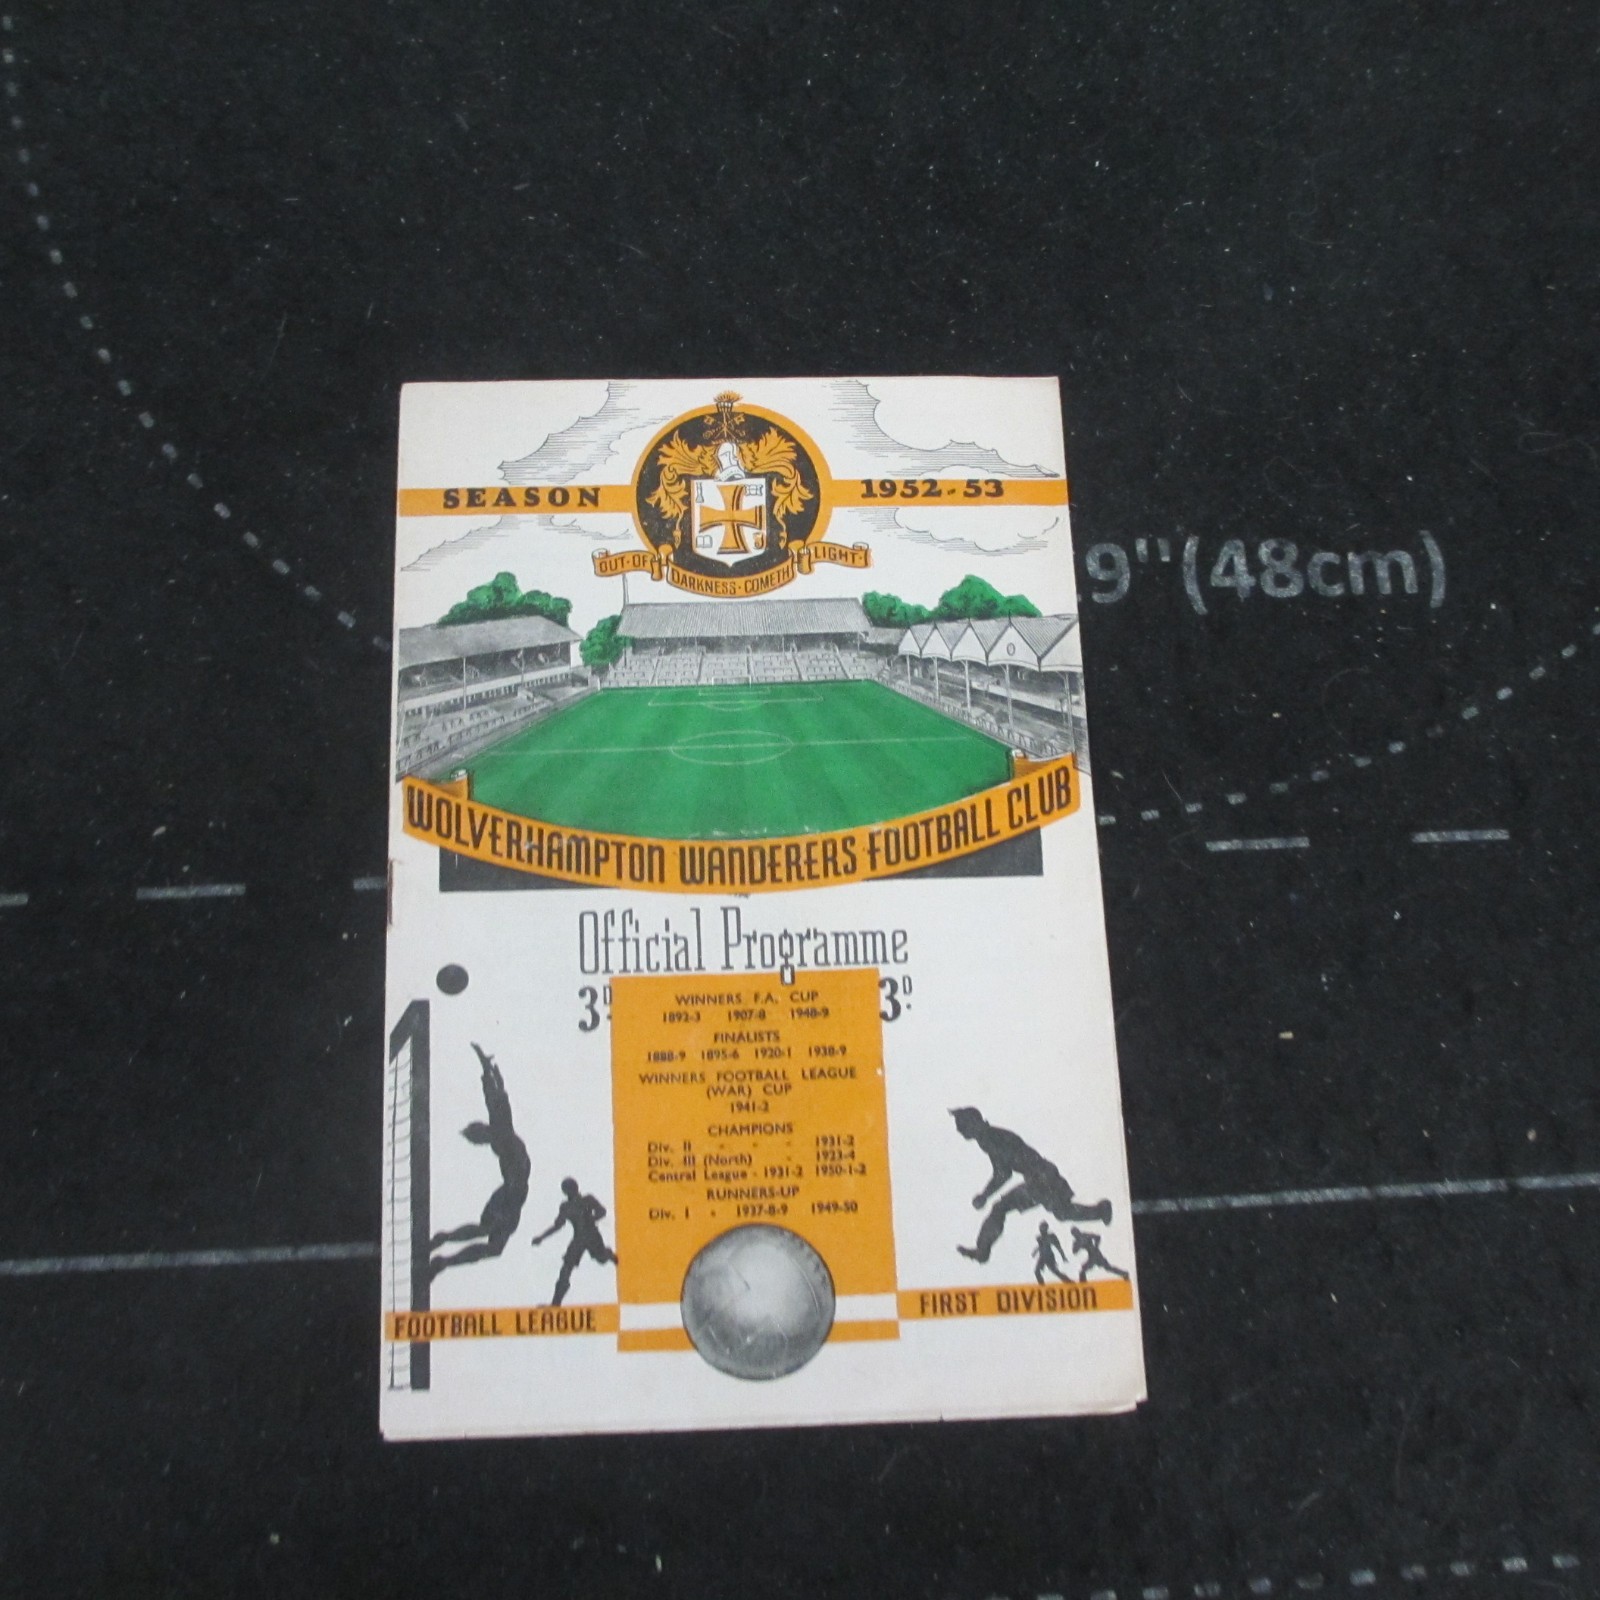 SEASON 1952-53
OUT·OF DARKNESS·COMETH LIGHT·
9"(48cm)
WOLVERHAMPTON WANDERERS FOOTBALL CLUB
Official Programme
3D. 3D.
WINNERS F.A. CUP
1892-3 1907-8 1948-9
FINALISTS
1888-9 1895-6 1920-1 1938-9
WINNERS FOOTBALL LEAGUE
(WAR) CUP
1941-2
CHAMPIONS
Div. II - - - 1931-2
Div. III (North) - 1923-4
Central League - 1931-2 1950-1-2
RUNNERS-UP
Div. I - 1937-8-9 1949-50
FOOTBALL LEAGUE FIRST DIVISION